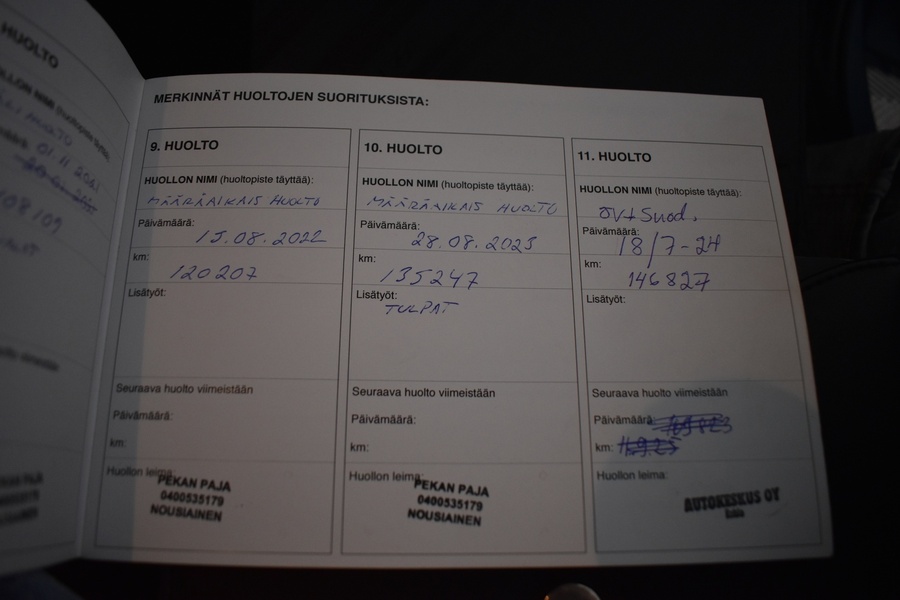 HUOLTO
MERKINNÄT HUOLTOJEN SUORITUKSISTA:
9. HUOLTO
HUOLLON NIMI (huoltopiste täyttää):
MÄÄRÄAIKAIS HUOLTO
Päivämäärä:
15.08.2022
km:
120207
Lisätyöt:
Seuraava huolto viimeistään
Päivämäärä:
km:
Huollon leima:
PEKAN PAJA
0400535179
NOUSIAINEN
10. HUOLTO
HUOLLON NIMI (huoltopiste täyttää):
MÄÄRÄAIKAIS HUOLTO
Päivämäärä:
28.08.2023
km:
135247
Lisätyöt:
TULPAT
Seuraava huolto viimeistään
Päivämäärä:
km:
Huollon leima:
PEKAN PAJA
0400535179
NOUSIAINEN
11. HUOLTO
HUOLLON NIMI (huoltopiste täyttää):
öv+Suod.
Päivämäärä:
18/7-24
km:
146827
Lisätyöt:
Seuraava huolto viimeistään
Päivämäärä:
km:
Huollon leima:
AUTOKESKUS OY